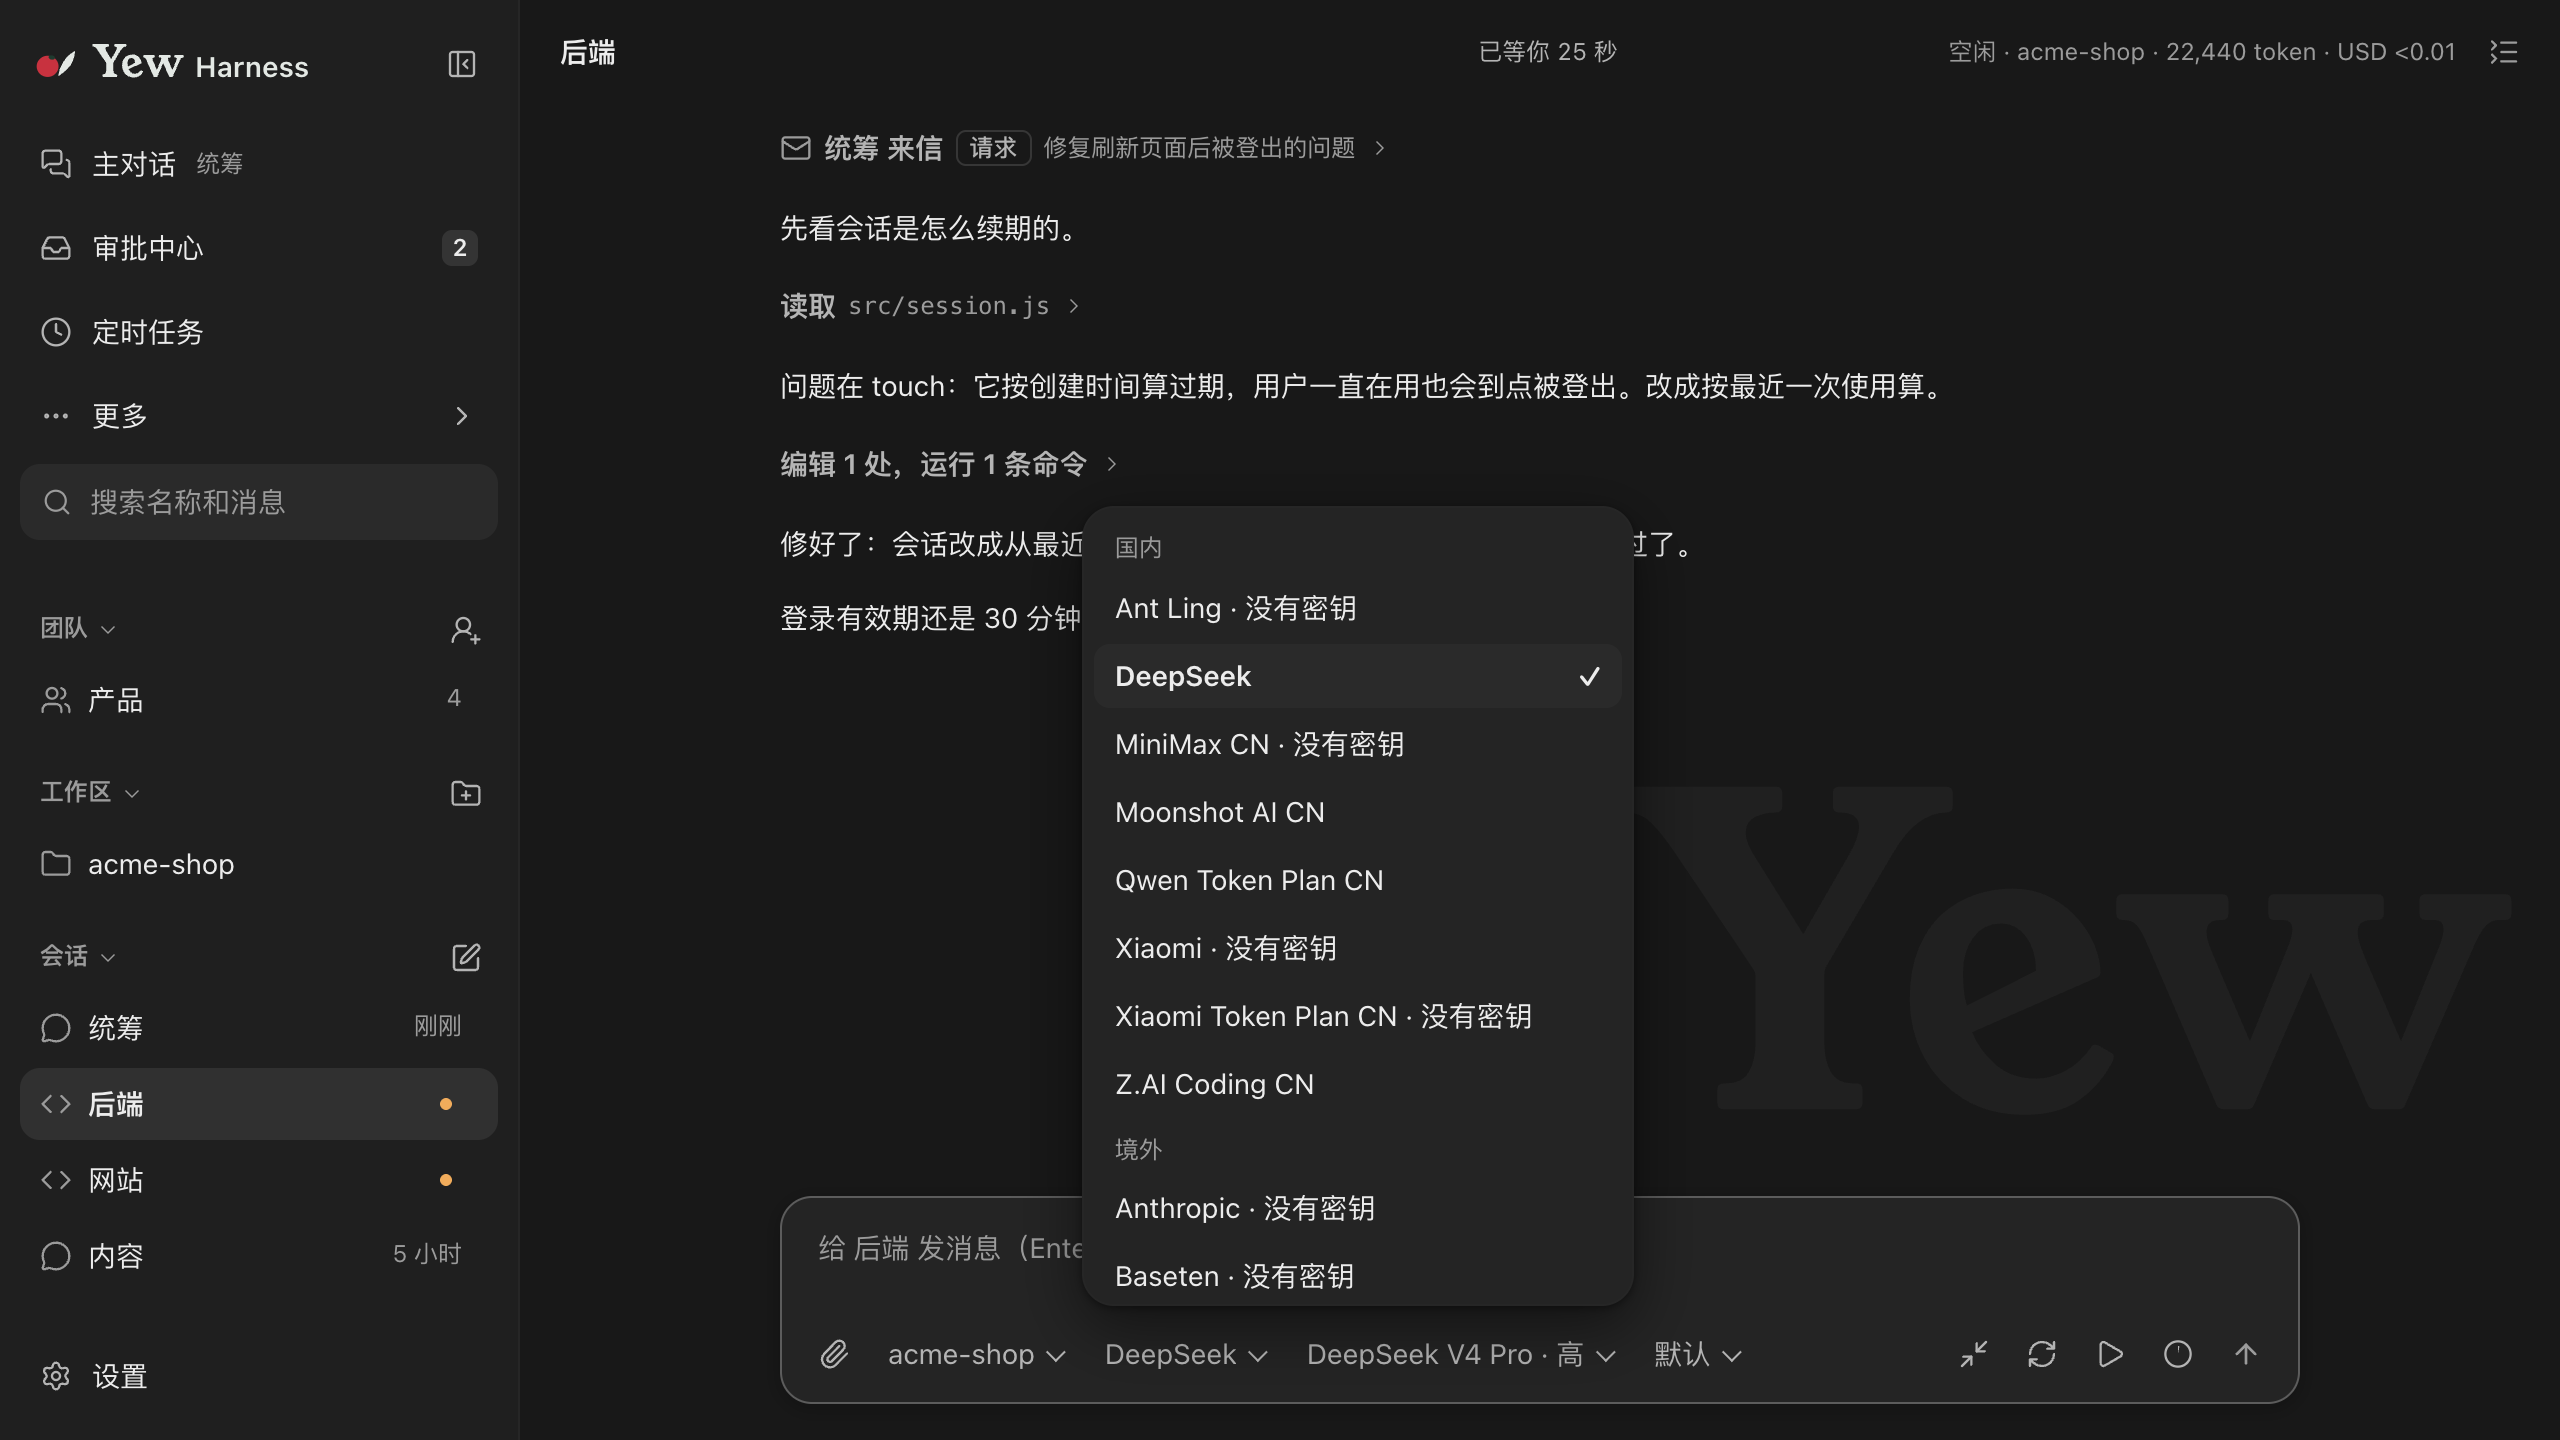 Yew Harness
主对话 统筹
审批中心 2
定时任务
更多
搜索名称和消息
团队
产品 4
工作区
acme-shop
会话
统筹 刚刚
后端
网站
内容 5 小时
设置
后端
已等你 25 秒
空闲 · acme-shop · 22,440 token · USD <0.01
统筹 来信 请求 修复刷新页面后被登出的问题
先看会话是怎么续期的。
读取 src/session.js
问题在 touch：它按创建时间算过期，用户一直在用也会到点被登出。改成按最近一次使用算。
编辑 1 处，运行 1 条命令
修好了：会话改成从最近 过了。
登录有效期还是 30 分钟
国内
Ant Ling · 没有密钥
DeepSeek
MiniMax CN · 没有密钥
Moonshot AI CN
Qwen Token Plan CN
Xiaomi · 没有密钥
Xiaomi Token Plan CN · 没有密钥
Z.AI Coding CN
境外
Anthropic · 没有密钥
Baseten · 没有密钥
Yew
给 后端 发消息（Ente
acme-shop DeepSeek DeepSeek V4 Pro · 高 默认